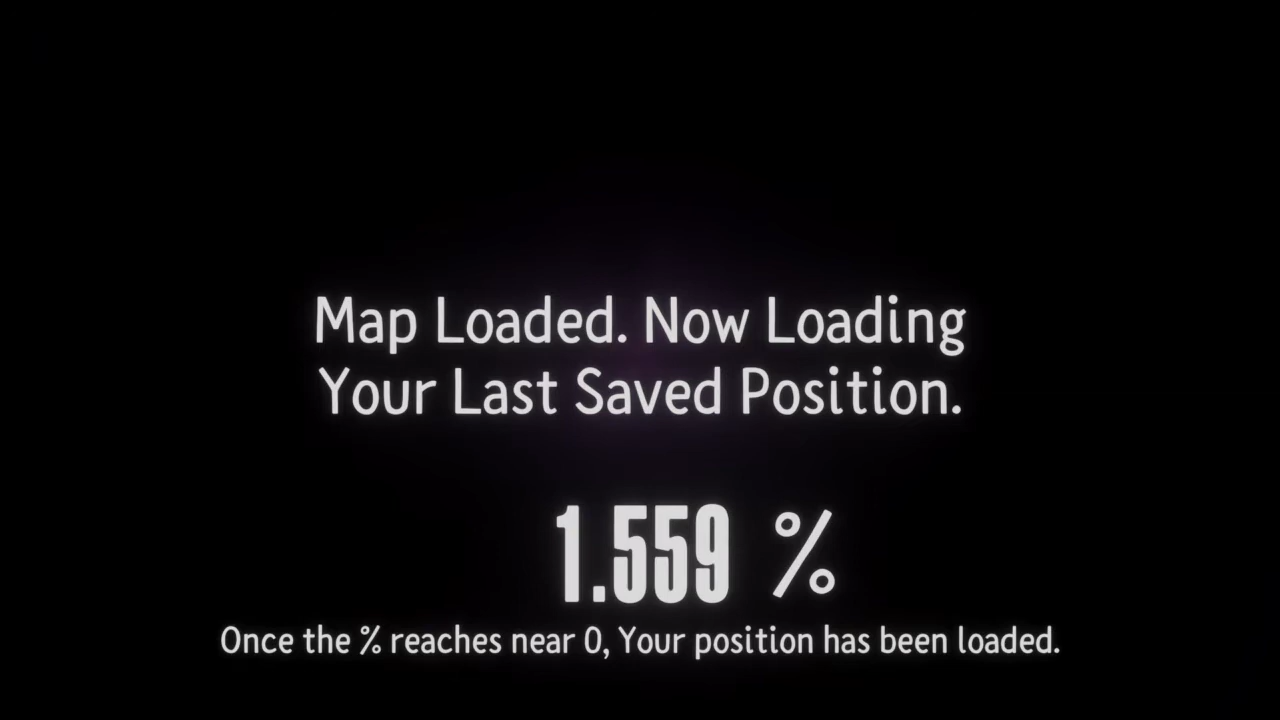 Map Loaded. Now Loading
Your Last Saved Position.
1.559 %
Once the % reaches near 0, Your position has been loaded.